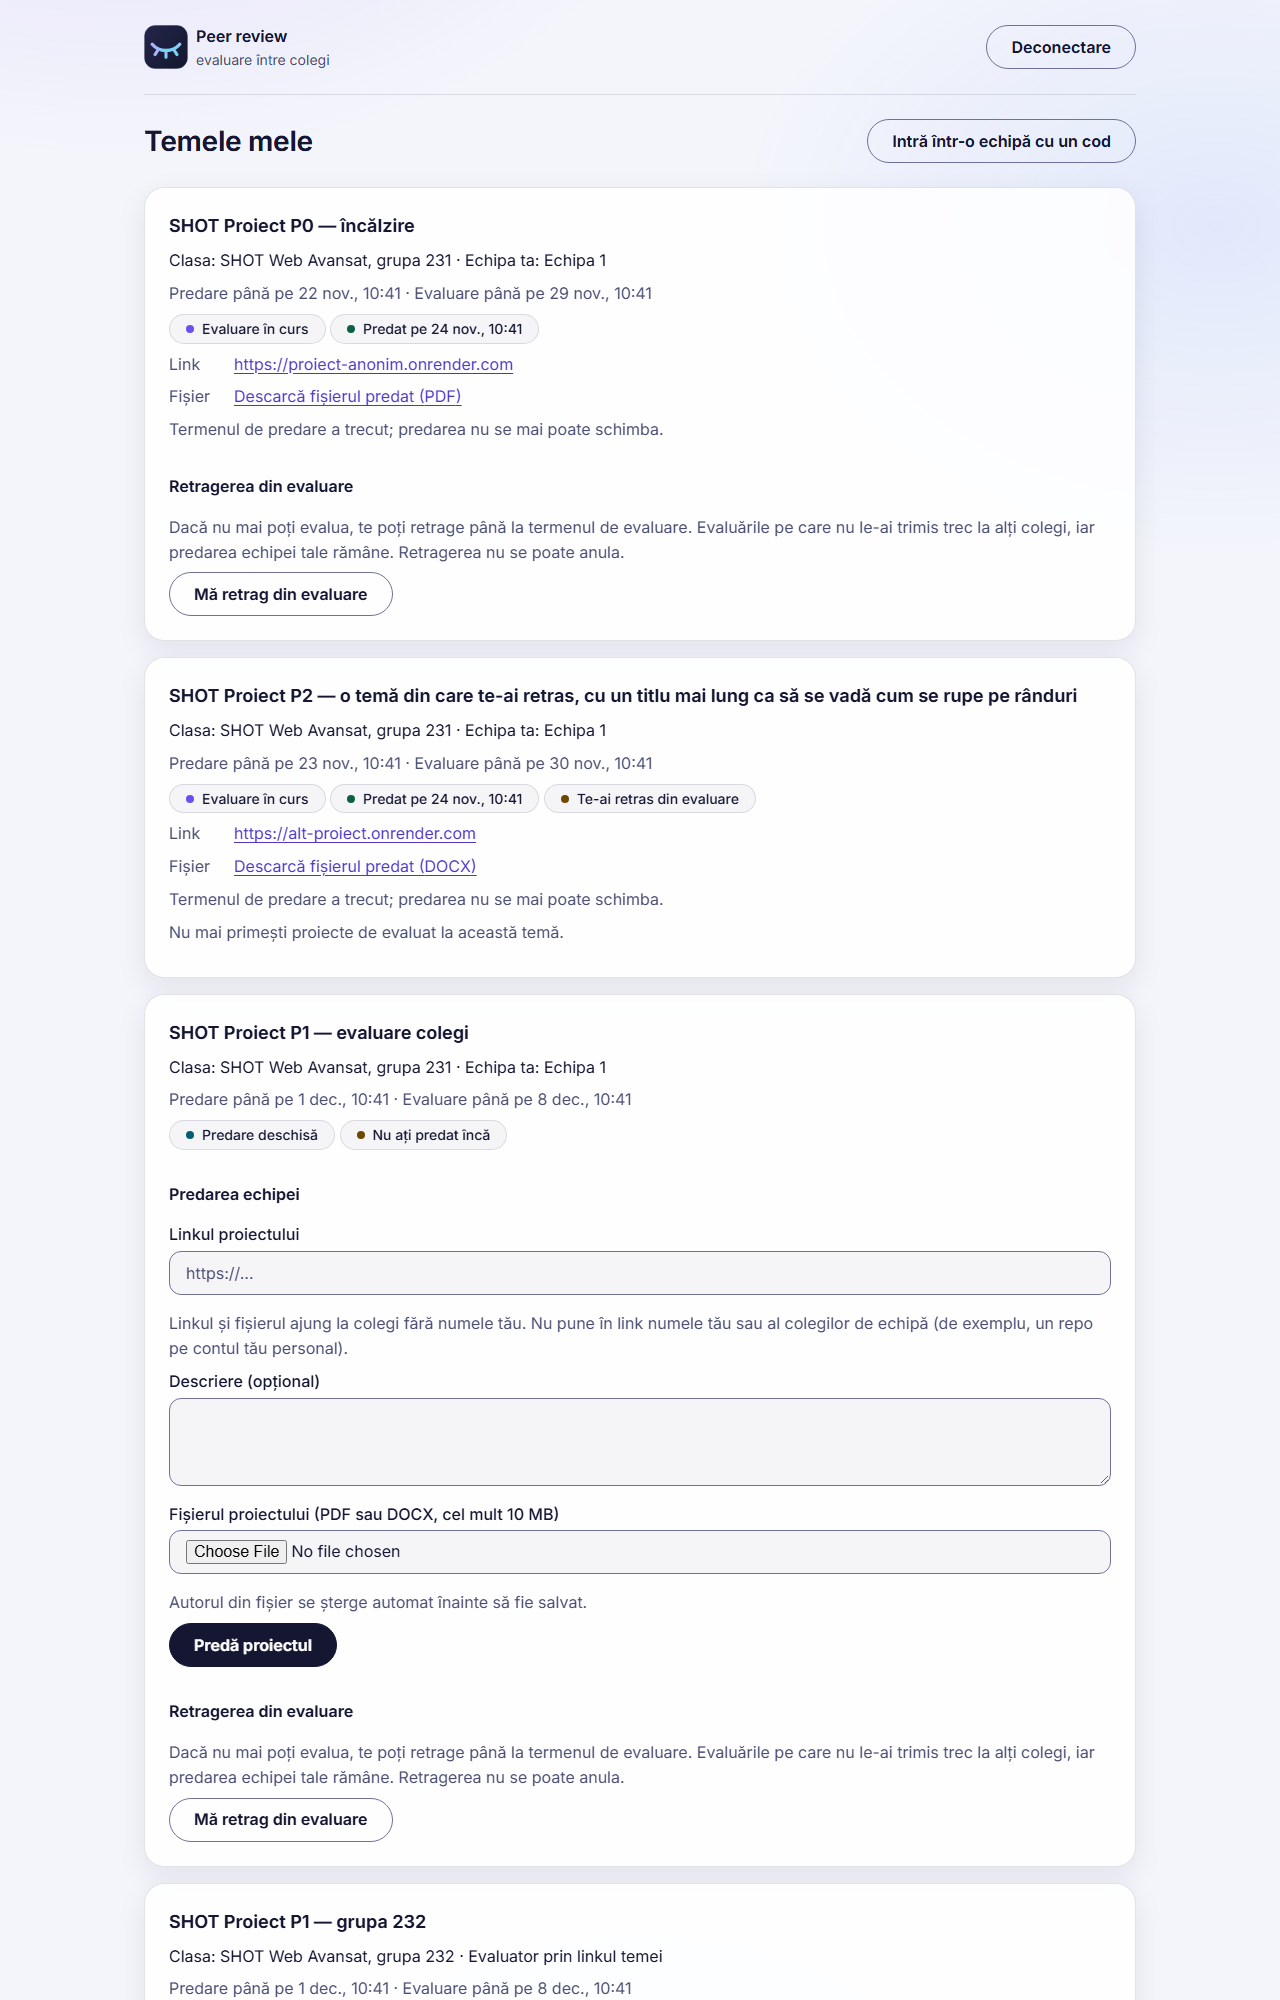 Peer review
evaluare între colegi
Deconectare
Temele mele
Intră într-o echipă cu un cod
SHOT Proiect P0 — încălzire
Clasa: SHOT Web Avansat, grupa 231 · Echipa ta: Echipa 1
Predare până pe 22 nov., 10:41 · Evaluare până pe 29 nov., 10:41
Evaluare în curs
Predat pe 24 nov., 10:41
Link https://proiect-anonim.onrender.com
Fișier Descarcă fișierul predat (PDF)
Termenul de predare a trecut; predarea nu se mai poate schimba.
Retragerea din evaluare
Dacă nu mai poți evalua, te poți retrage până la termenul de evaluare. Evaluările pe care nu le-ai trimis trec la alți colegi, iar
predarea echipei tale rămâne. Retragerea nu se poate anula.
Mă retrag din evaluare
SHOT Proiect P2 — o temă din care te-ai retras, cu un titlu mai lung ca să se vadă cum se rupe pe rânduri
Clasa: SHOT Web Avansat, grupa 231 · Echipa ta: Echipa 1
Predare până pe 23 nov., 10:41 · Evaluare până pe 30 nov., 10:41
Evaluare în curs
Predat pe 24 nov., 10:41
Te-ai retras din evaluare
Link https://alt-proiect.onrender.com
Fișier Descarcă fișierul predat (DOCX)
Termenul de predare a trecut; predarea nu se mai poate schimba.
Nu mai primești proiecte de evaluat la această temă.
SHOT Proiect P1 — evaluare colegi
Clasa: SHOT Web Avansat, grupa 231 · Echipa ta: Echipa 1
Predare până pe 1 dec., 10:41 · Evaluare până pe 8 dec., 10:41
Predare deschisă
Nu ați predat încă
Predarea echipei
Linkul proiectului
https://...
Linkul și fișierul ajung la colegi fără numele tău. Nu pune în link numele tău sau al colegilor de echipă (de exemplu, un repo
pe contul tău personal).
Descriere (opțional)
Fișierul proiectului (PDF sau DOCX, cel mult 10 MB)
Choose File No file chosen
Autorul din fișier se șterge automat înainte să fie salvat.
Predă proiectul
Retragerea din evaluare
Dacă nu mai poți evalua, te poți retrage până la termenul de evaluare. Evaluările pe care nu le-ai trimis trec la alți colegi, iar
predarea echipei tale rămâne. Retragerea nu se poate anula.
Mă retrag din evaluare
SHOT Proiect P1 — grupa 232
Clasa: SHOT Web Avansat, grupa 232 · Evaluator prin linkul temei
Predare până pe 1 dec., 10:41 · Evaluare până pe 8 dec., 10:41